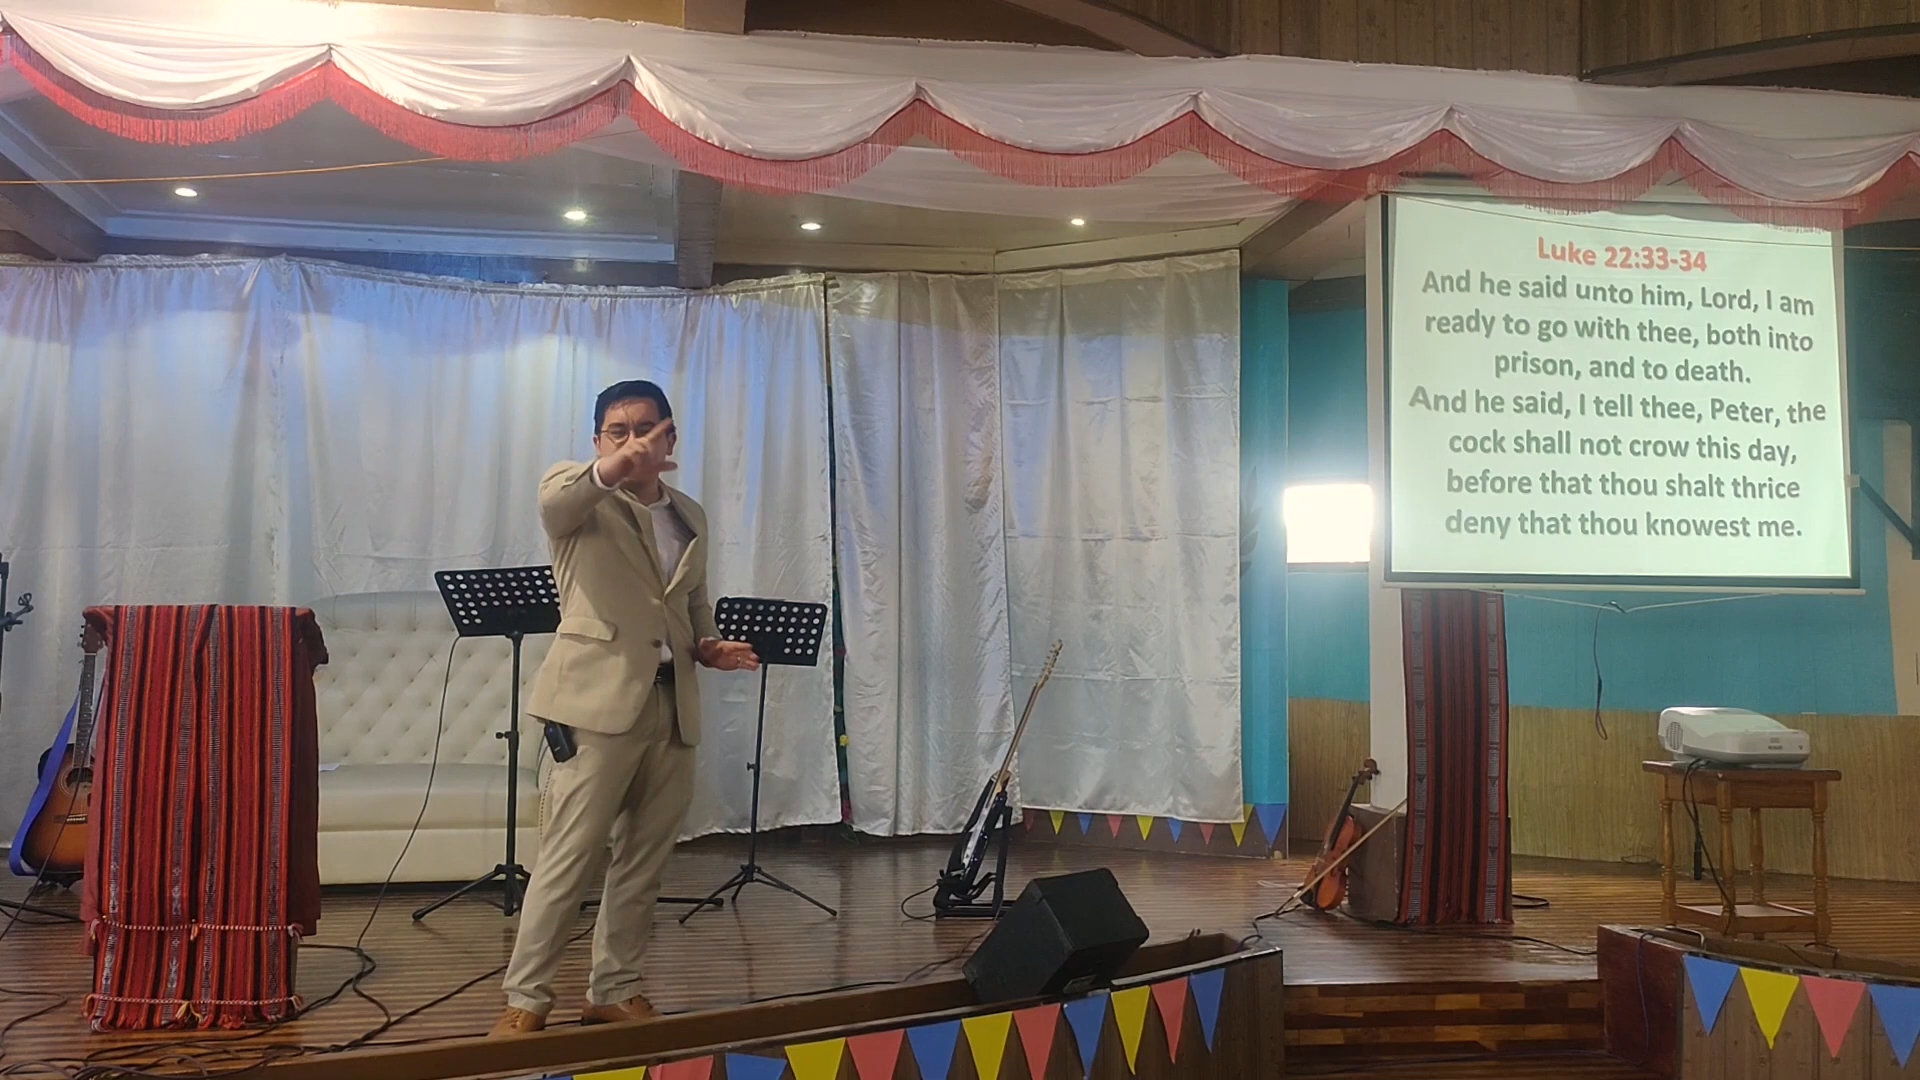 Luke 22:33-34
And he said unto him, Lord, I am
ready to go with thee, both into
prison, and to death.
And he said, I tell thee, Peter, the
cock shall not crow this day,
before that thou shalt thrice
deny that thou knowest me.